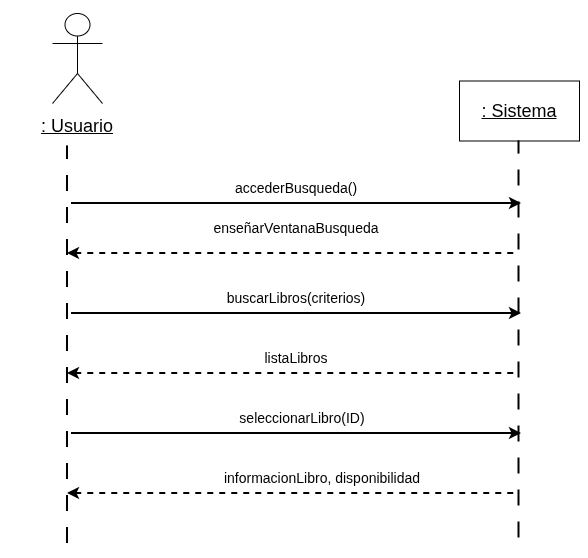 : Usuario
: Sistema
accederBusqueda()
enseñarVentanaBusqueda
buscarLibros(criterios)
listaLibros
seleccionarLibro(ID)
informacionLibro, disponibilidad